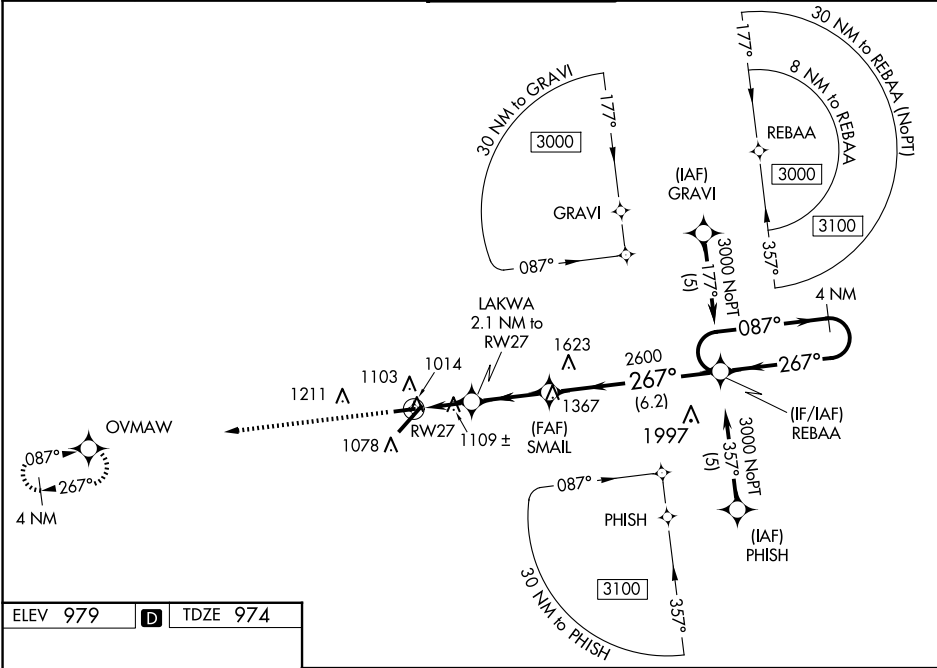 30 NM to REBAA (NoPT)
177°
8 NM to REBAA
REBAA
3000
3100
357°
30 NM to GRAVI
177°
3000
GRAVI
087°
(IAF)
GRAVI
3000 NoPT
177°
(5)
4 NM
087°
267°
LAKWA
2.1 NM to
RW27
1623
2600
267°
(6.2)
1014
1103
1211
1367
(IF/IAF)
REBAA
OVMAW
RW27
1109 ±
(FAF)
SMAIL
1997
1078
087°
267°
4 NM
3000 NoPT
357°
(5)
(IAF)
PHISH
087°
PHISH
3100
357°
30 NM to PHISH
ELEV 979
D
TDZE 974